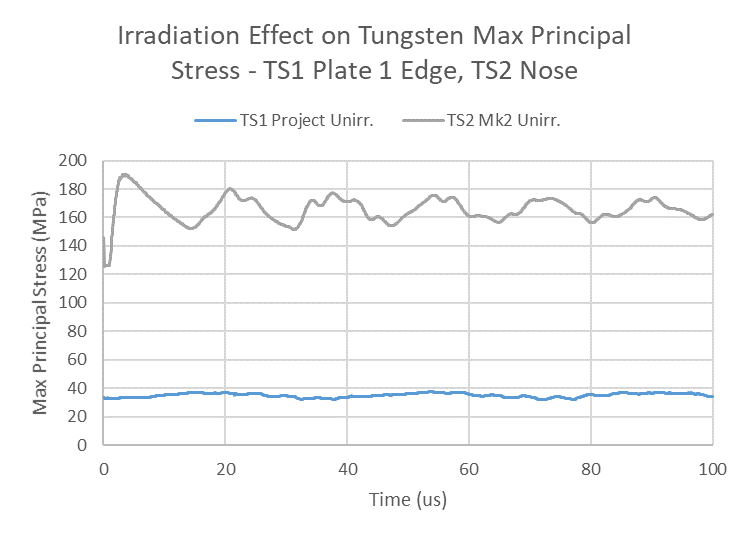 Irradiation Effect on Tungsten Max Principal
Stress - TS1 Plate 1 Edge, TS2 Nose
TS1 Project Unirr.
TS2 Mk2 Unirr.
Max Principal Stress (MPa)
200
180
160
140
120
100
80
60
40
20
0
0 20 40 60 80 100
Time (us)